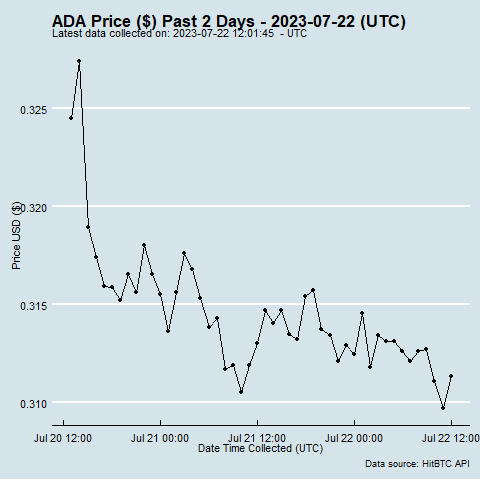 ADA Price ($) Past 2 Days - 2023-07-22 (UTC)
Latest data collected on: 2023-07-22 12:01:45 - UTC
Price USD ($)
0.325
0.320
0.315
0.310
Jul 20 12:00 Jul 21 00:00 Jul 21 12:00 Jul 22 00:00 Jul 22 12:00
Date Time Collected (UTC)
Data source: HitBTC API